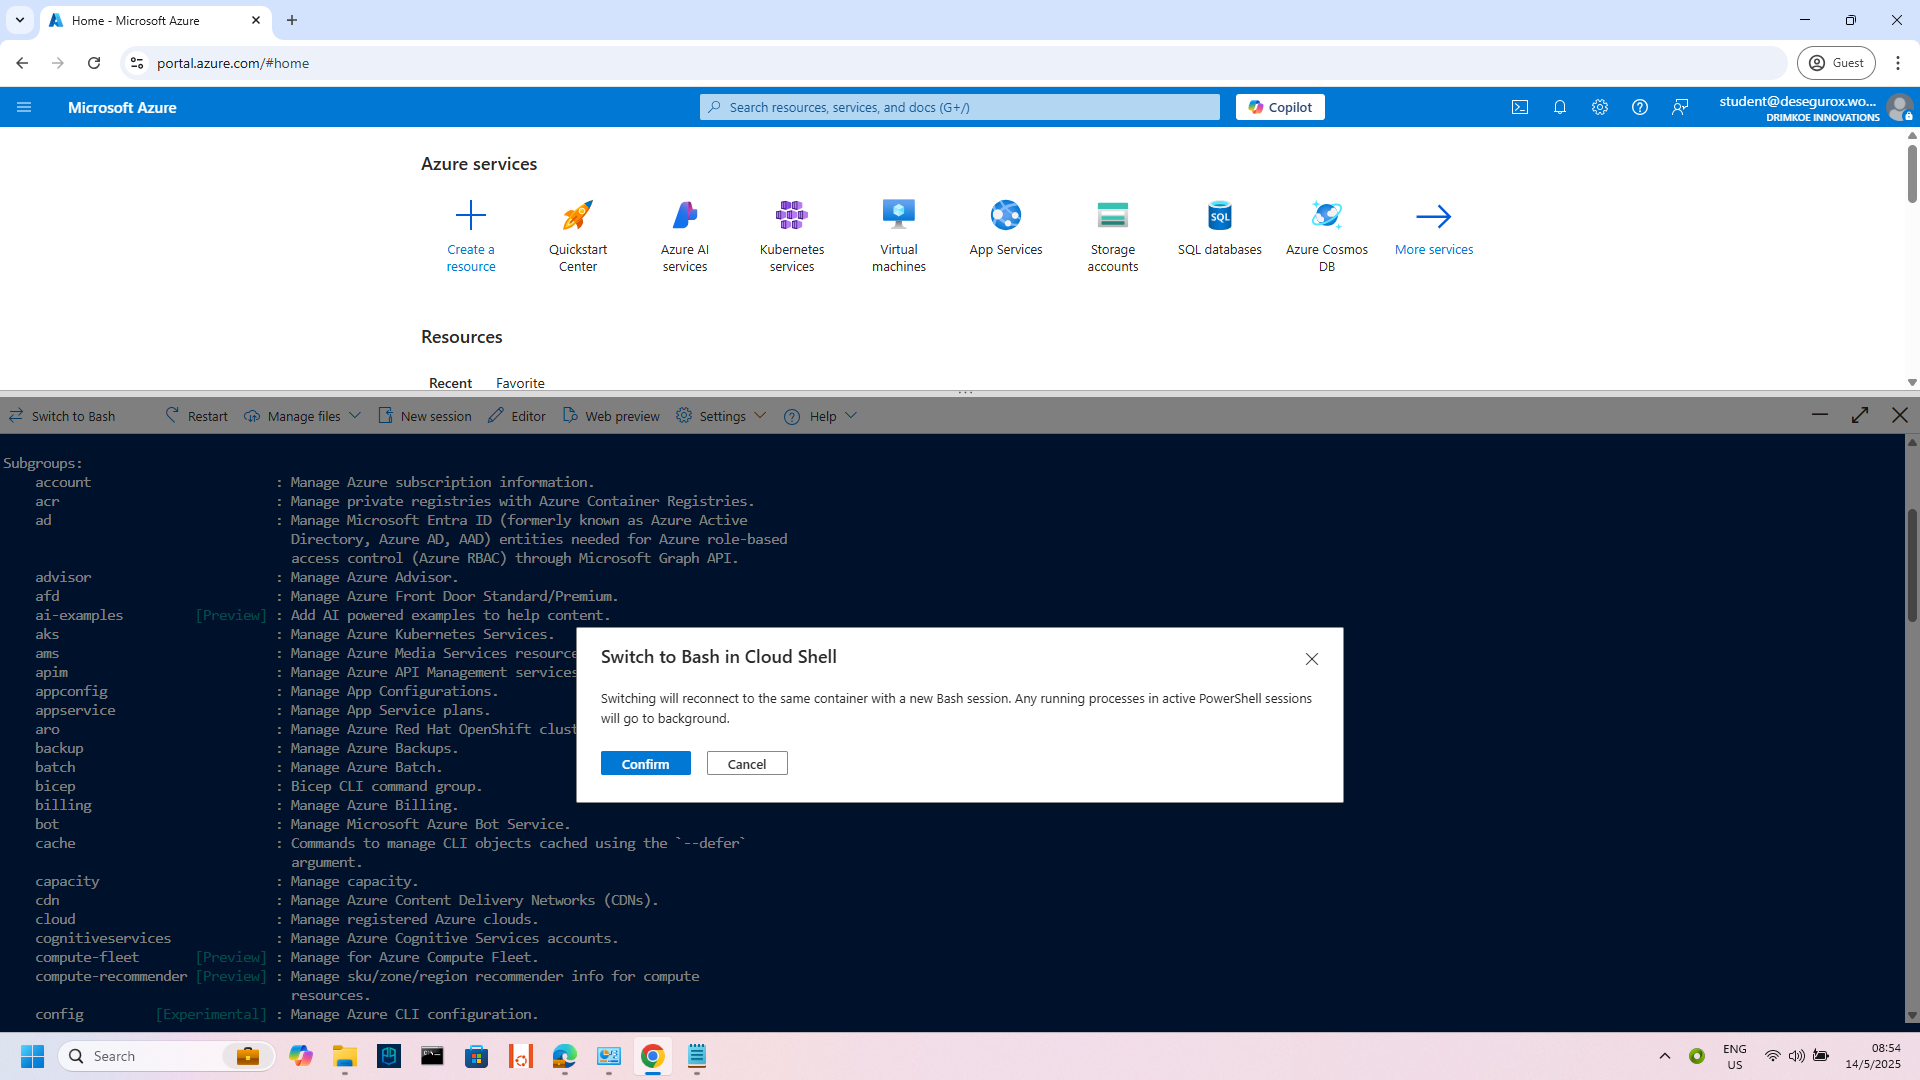 Home - Microsoft Azure
portal.azure.com/#home
Guest
Microsoft Azure
Search resources, services, and docs (G+/)
Copilot
student@desegurox.wo...
DRIMKOE INNOVATIONS
Azure services
Create a resource
Quickstart Center
Azure AI services
Kubernetes services
Virtual machines
App Services
Storage accounts
SQL
SQL databases
Azure Cosmos DB
More services
Resources
Recent Favorite
Switch to Bash Restart Manage files New session Editor Web preview Settings Help
Subgroups:
account : Manage Azure subscription information.
acr : Manage private registries with Azure Container Registries.
ad : Manage Microsoft Entra ID (formerly known as Azure Active
Directory, Azure AD, AAD) entities needed for Azure role-based
access control (Azure RBAC) through Microsoft Graph API.
advisor : Manage Azure Advisor.
afd : Manage Azure Front Door Standard/Premium.
ai-examples [Preview] : Add AI powered examples to help content.
aks : Manage Azure Kubernetes Services.
ams : Manage Azure Media Services resource
apim : Manage Azure API Management services
appconfig : Manage App Configurations.
appservice : Manage App Service plans.
aro : Manage Azure Red Hat OpenShift clust
backup : Manage Azure Backups.
batch : Manage Azure Batch.
bicep : Bicep CLI command group.
billing : Manage Azure Billing.
bot : Manage Microsoft Azure Bot Service.
cache : Commands to manage CLI objects cached using the `--defer`
argument.
capacity : Manage capacity.
cdn : Manage Azure Content Delivery Networks (CDNs).
cloud : Manage registered Azure clouds.
cognitiveservices : Manage Azure Cognitive Services accounts.
compute-fleet [Preview] : Manage for Azure Compute Fleet.
compute-recommender [Preview] : Manage sku/zone/region recommender info for compute
resources.
config [Experimental] : Manage Azure CLI configuration.
Switch to Bash in Cloud Shell
Switching will reconnect to the same container with a new Bash session. Any running processes in active PowerShell sessions
will go to background.
Confirm Cancel
Search
ENG
US
08:54
14/5/2025